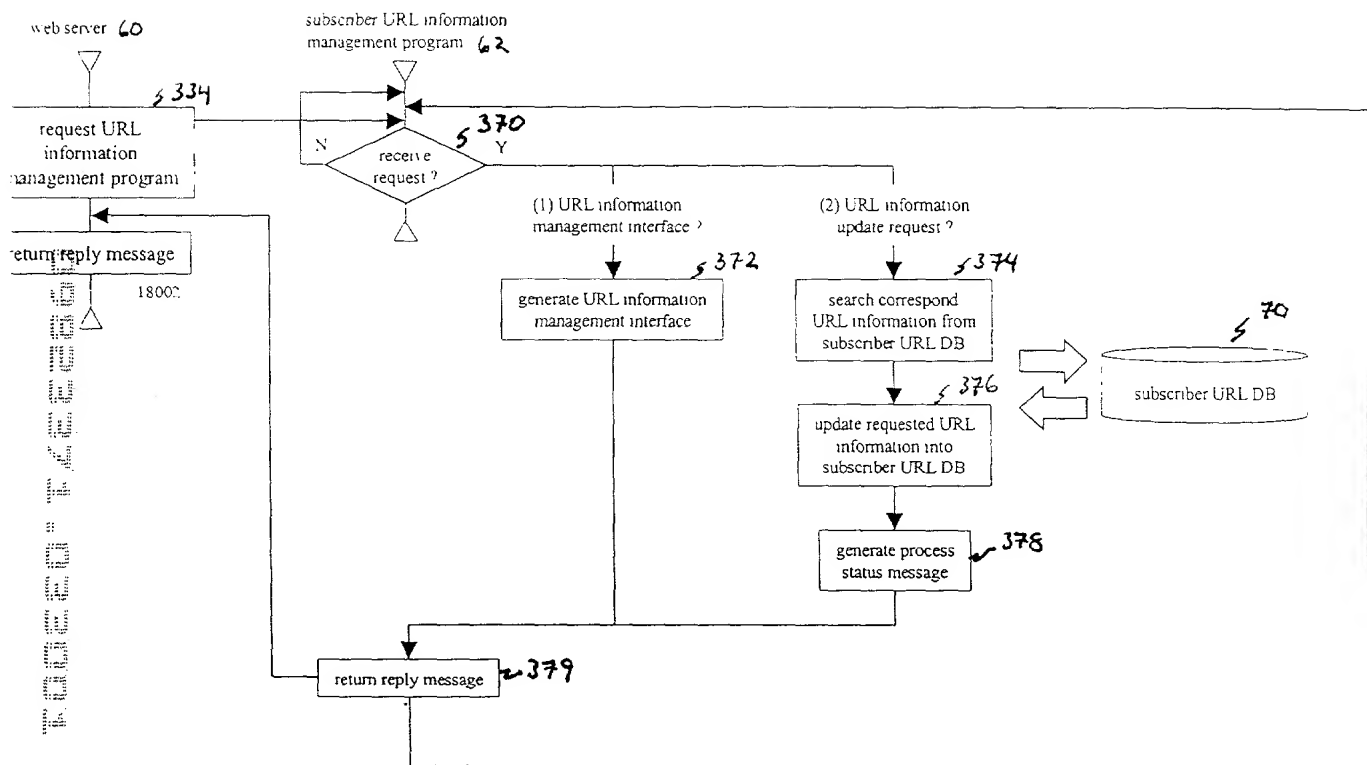 web server 60
subscriber URL information
management program 62
334
request URL
information
management program
return reply message
18002
370
receive
request ?
N
Y
(1) URL information
management interface ?
(2) URL information
update request ?
372
generate URL information
management interface
374
search correspond
URL information from
subscriber URL DB
70
subscriber URL DB
376
update requested URL
information into
subscriber URL DB
generate process
status message
378
return reply message
379